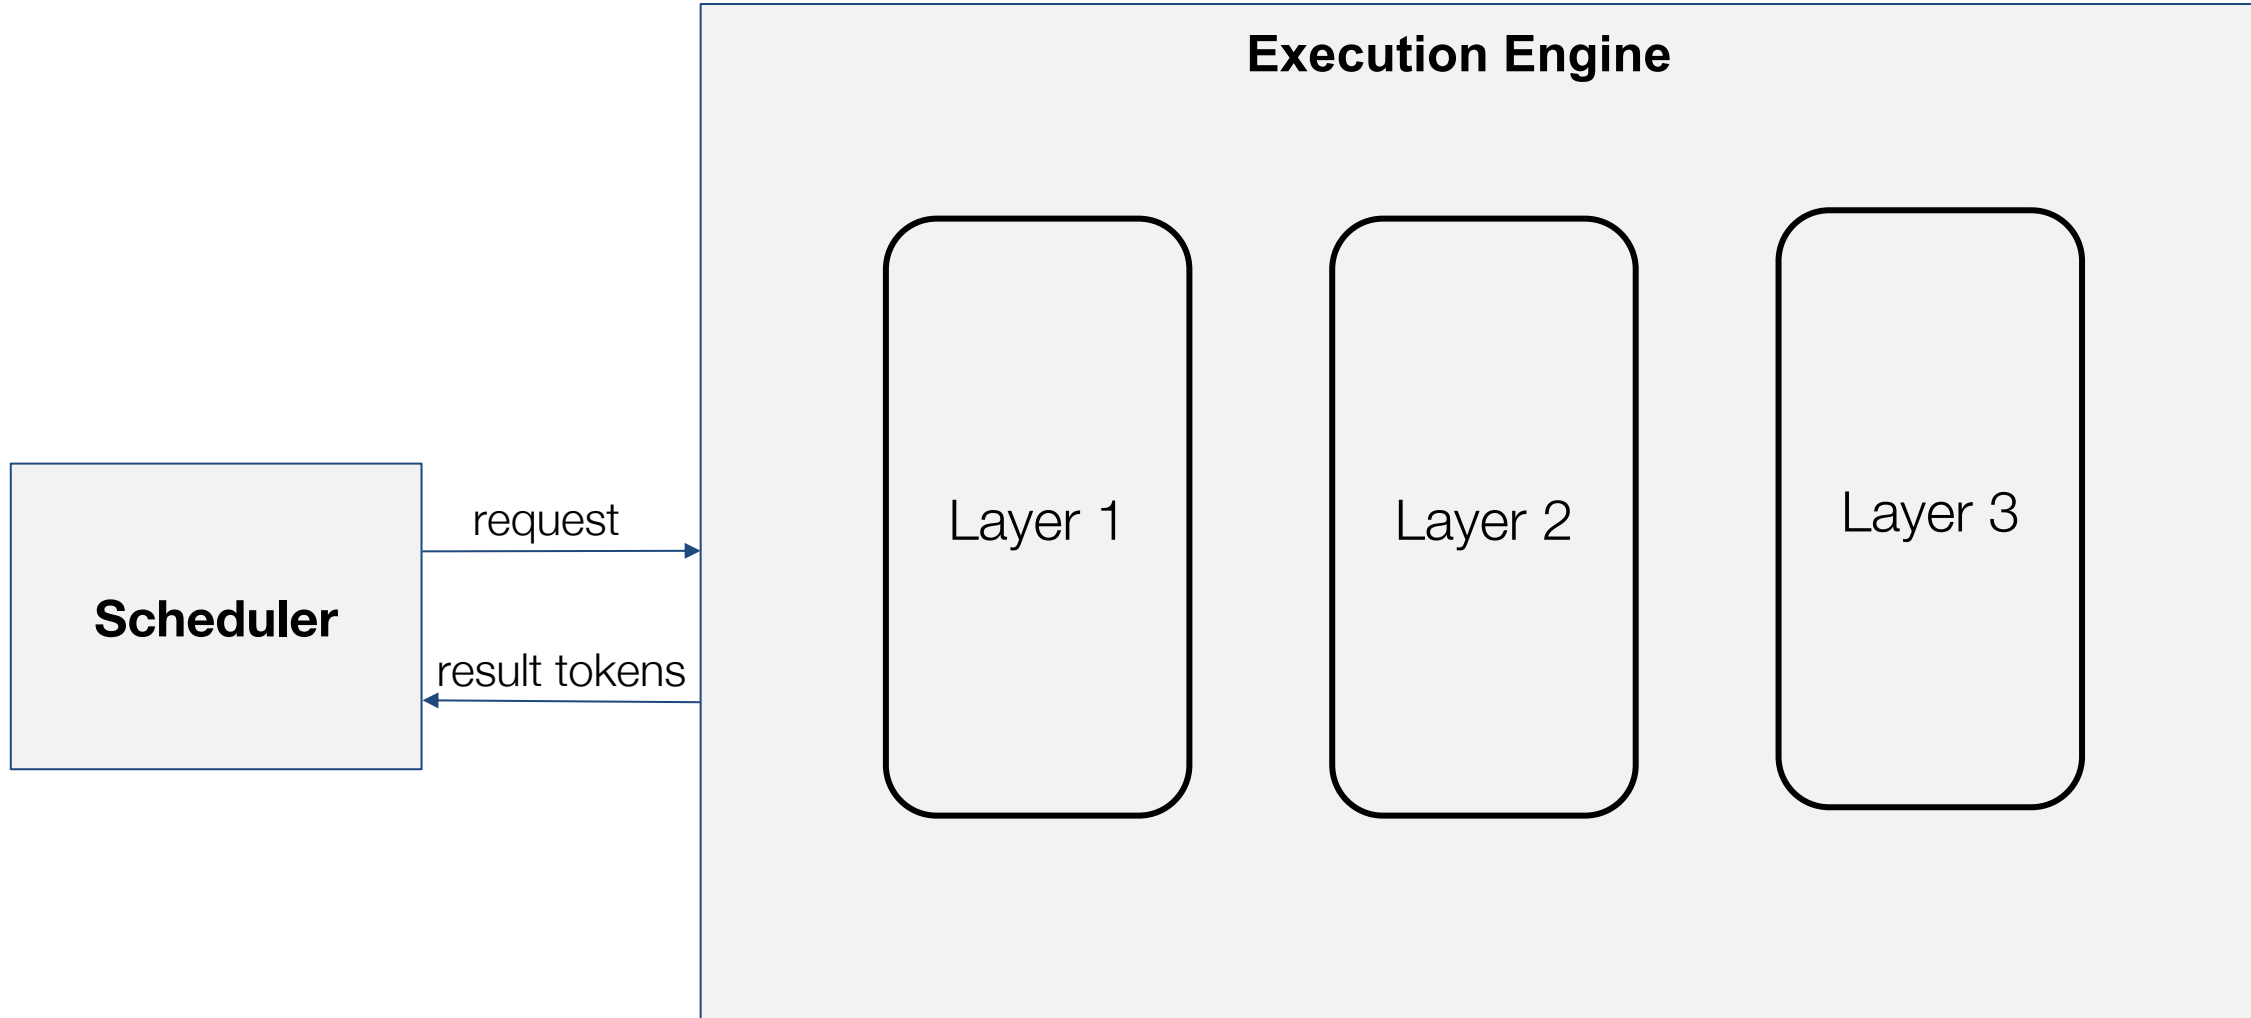 Execution Engine
Layer 1
Layer 2
Layer 3
request
Scheduler
result tokens